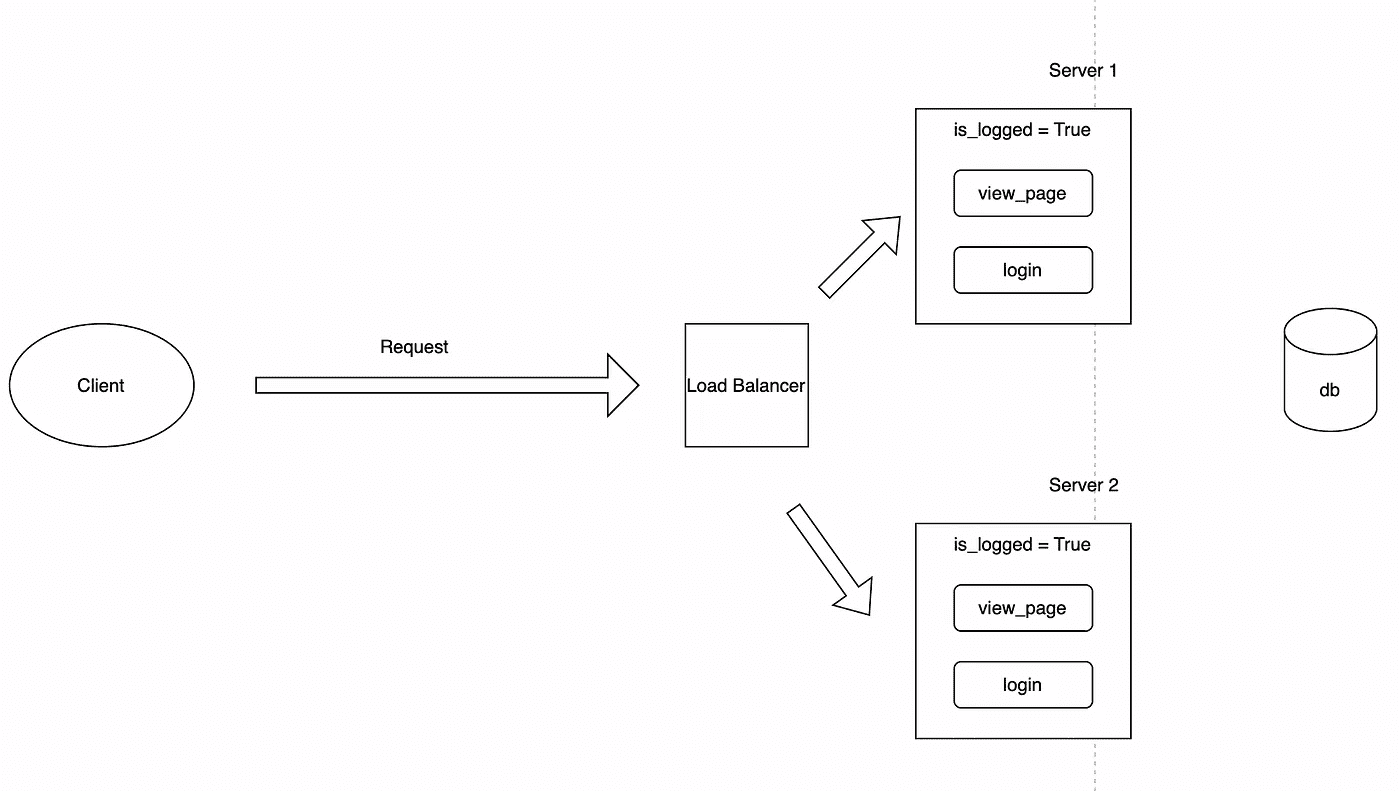 Server 1
is_logged = True
view_page
login
Request
Client
Load Balancer
db
Server 2
is_logged = True
view_page
login